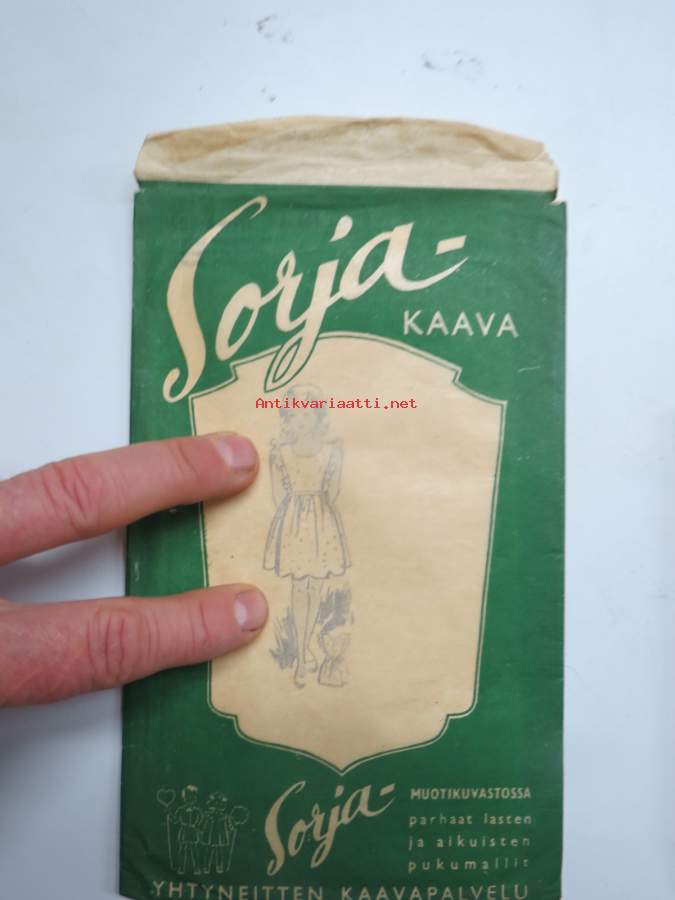 Sorja-
KAAVA
Antikvariaatti.net
Sorja-
MUOTIKUVASTOSSA
parhaat lasten
ja aikuisten
pukumallit
YHTYNEITTEN KAAVAPALVELU